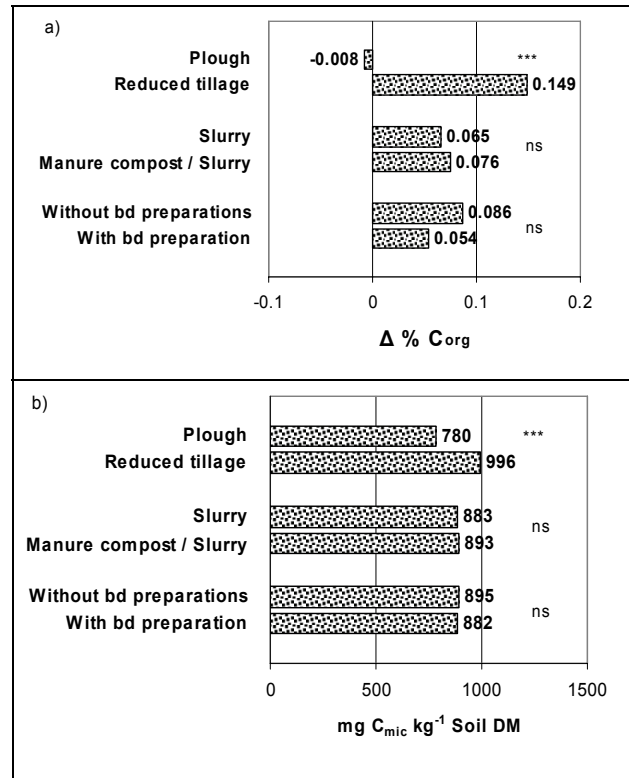 a)
Plough -0.008 ***
Reduced tillage 0.149
Slurry 0.065
ns
Manure compost / Slurry 0.076
Without bd preparations 0.086
ns
With bd preparation 0.054
-0.1 0 0.1 0.2
Δ % Corg
b)
Plough 780 ***
Reduced tillage 996
Slurry 883
ns
Manure compost / Slurry 893
Without bd preparations 895
ns
With bd preparation 882
0 500 1000 1500
mg Cmic kg-1 Soil DM